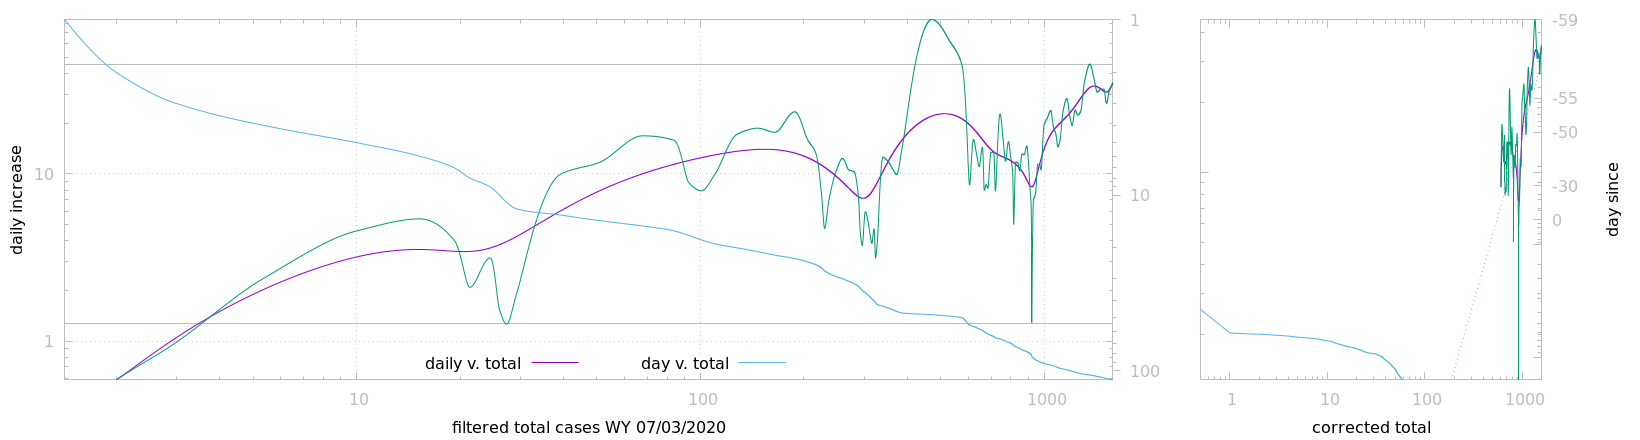 daily increase
10
1
daily v. total
day v. total
10
100
1000
filtered total cases WY 07/03/2020
1
10
100
1
10
100
1000
corrected total
-59
-55
-50
-30
0
day since